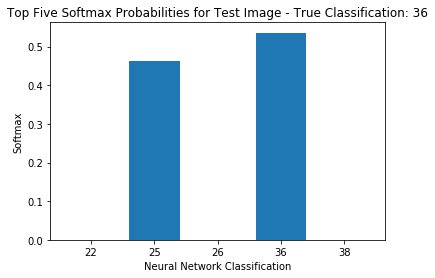 Top Five Softmax Probabilities for Test Image - True Classification: 36
0.5
0.4
0.3
0.2
0.1
0.0
Softmax
22 25 26 36 38
Neural Network Classification